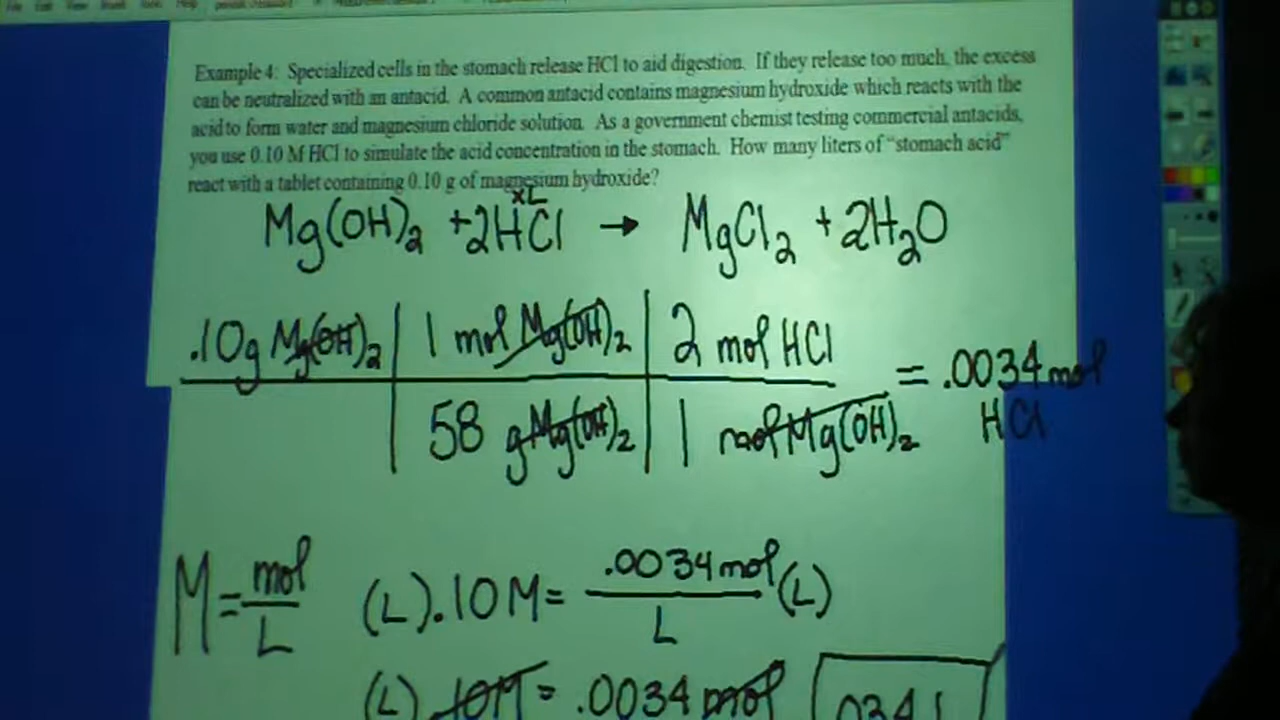 Example 4: Specialized cells in the stomach release HCl to aid digestion. If they release too much, the excess
can be neutralized with an antacid. A common antacid contains magnesium hydroxide which reacts with the
acid to form water and magnesium chloride solution. As a government chemist testing commercial antacids,
you use 0.10 M HCl to simulate the acid concentration in the stomach. How many liters of "stomach acid"
react with a tablet containing 0.10 g of magnesium hydroxide?
xL
Mg(OH)₂ +2HCl → MgCl₂ +2H₂O
.10g Mg(OH)₂ 1 mol Mg(OH)₂ 2 mol HCl
= .0034 mol
58 g Mg(OH)₂ 1 mol Mg(OH)₂ HCl
.0034 mol
M = mol/L (L) .10 M = ―― (L)
L
(L) .10M = .0034 mol .034 L